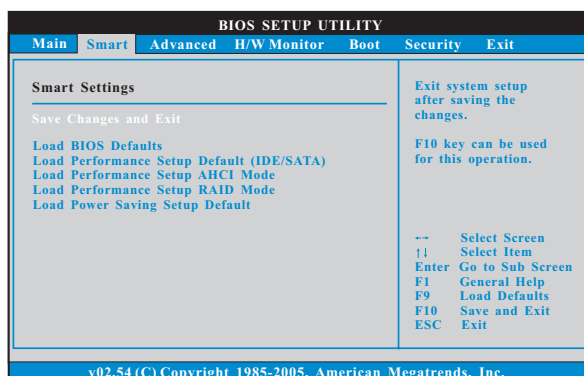 BIOS SETUP UTILITY
Main Smart Advanced H/W Monitor Boot Security Exit
Smart Settings
Save Changes and Exit
Load BIOS Defaults
Load Performance Setup Default (IDE/SATA)
Load Performance Setup AHCI Mode
Load Performance Setup RAID Mode
Load Power Saving Setup Default
Exit system setup
after saving the
changes.
F10 key can be used
for this operation.
←→ Select Screen
↑↓ Select Item
Enter Go to Sub Screen
F1 General Help
F9 Load Defaults
F10 Save and Exit
ESC Exit
v02.54 (C) Copyright 1985-2005, American Megatrends, Inc.